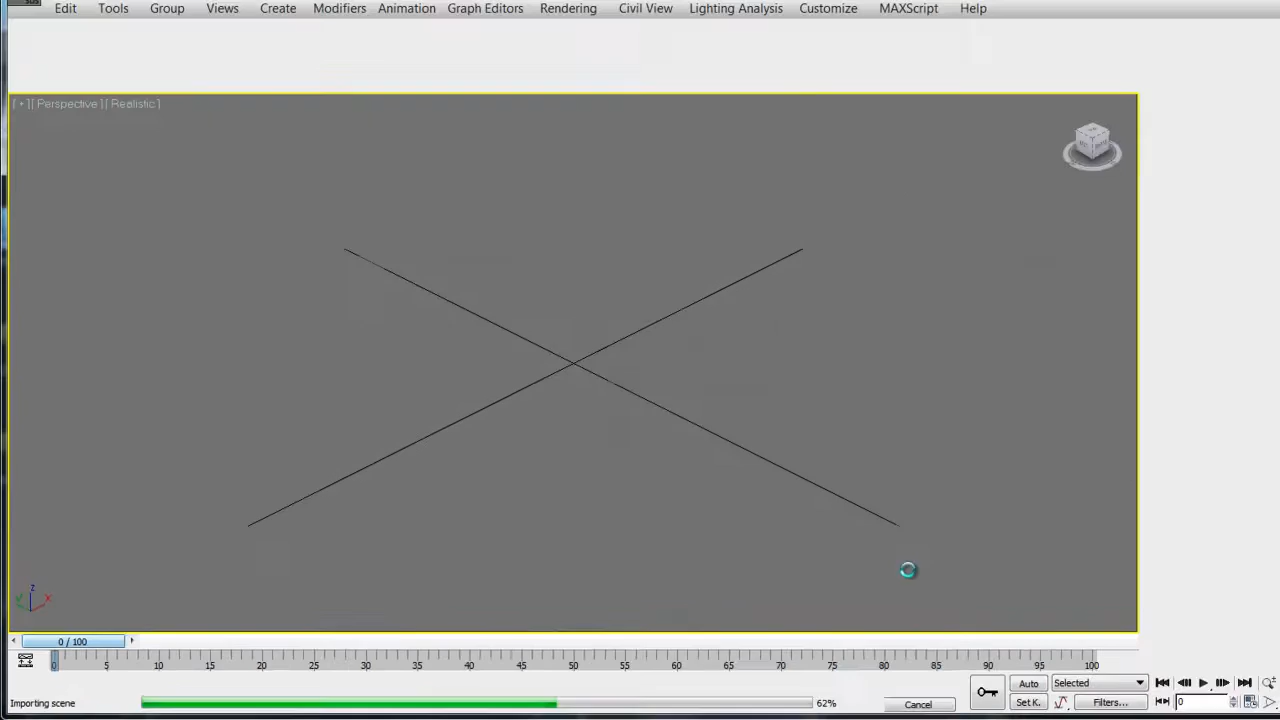 Edit Tools Group Views Create Modifiers Animation Graph Editors Rendering Civil View Lighting Analysis Customize MAXScript Help
[ + ][ Perspective ][ Realistic ]
z
y x
0 / 100
0 5 10 15 20 25 30 35 40 45 50 55 60 65 70 75 80 85 90 95 100
Auto Selected
Importing scene 62% Cancel Set K. Filters... 0